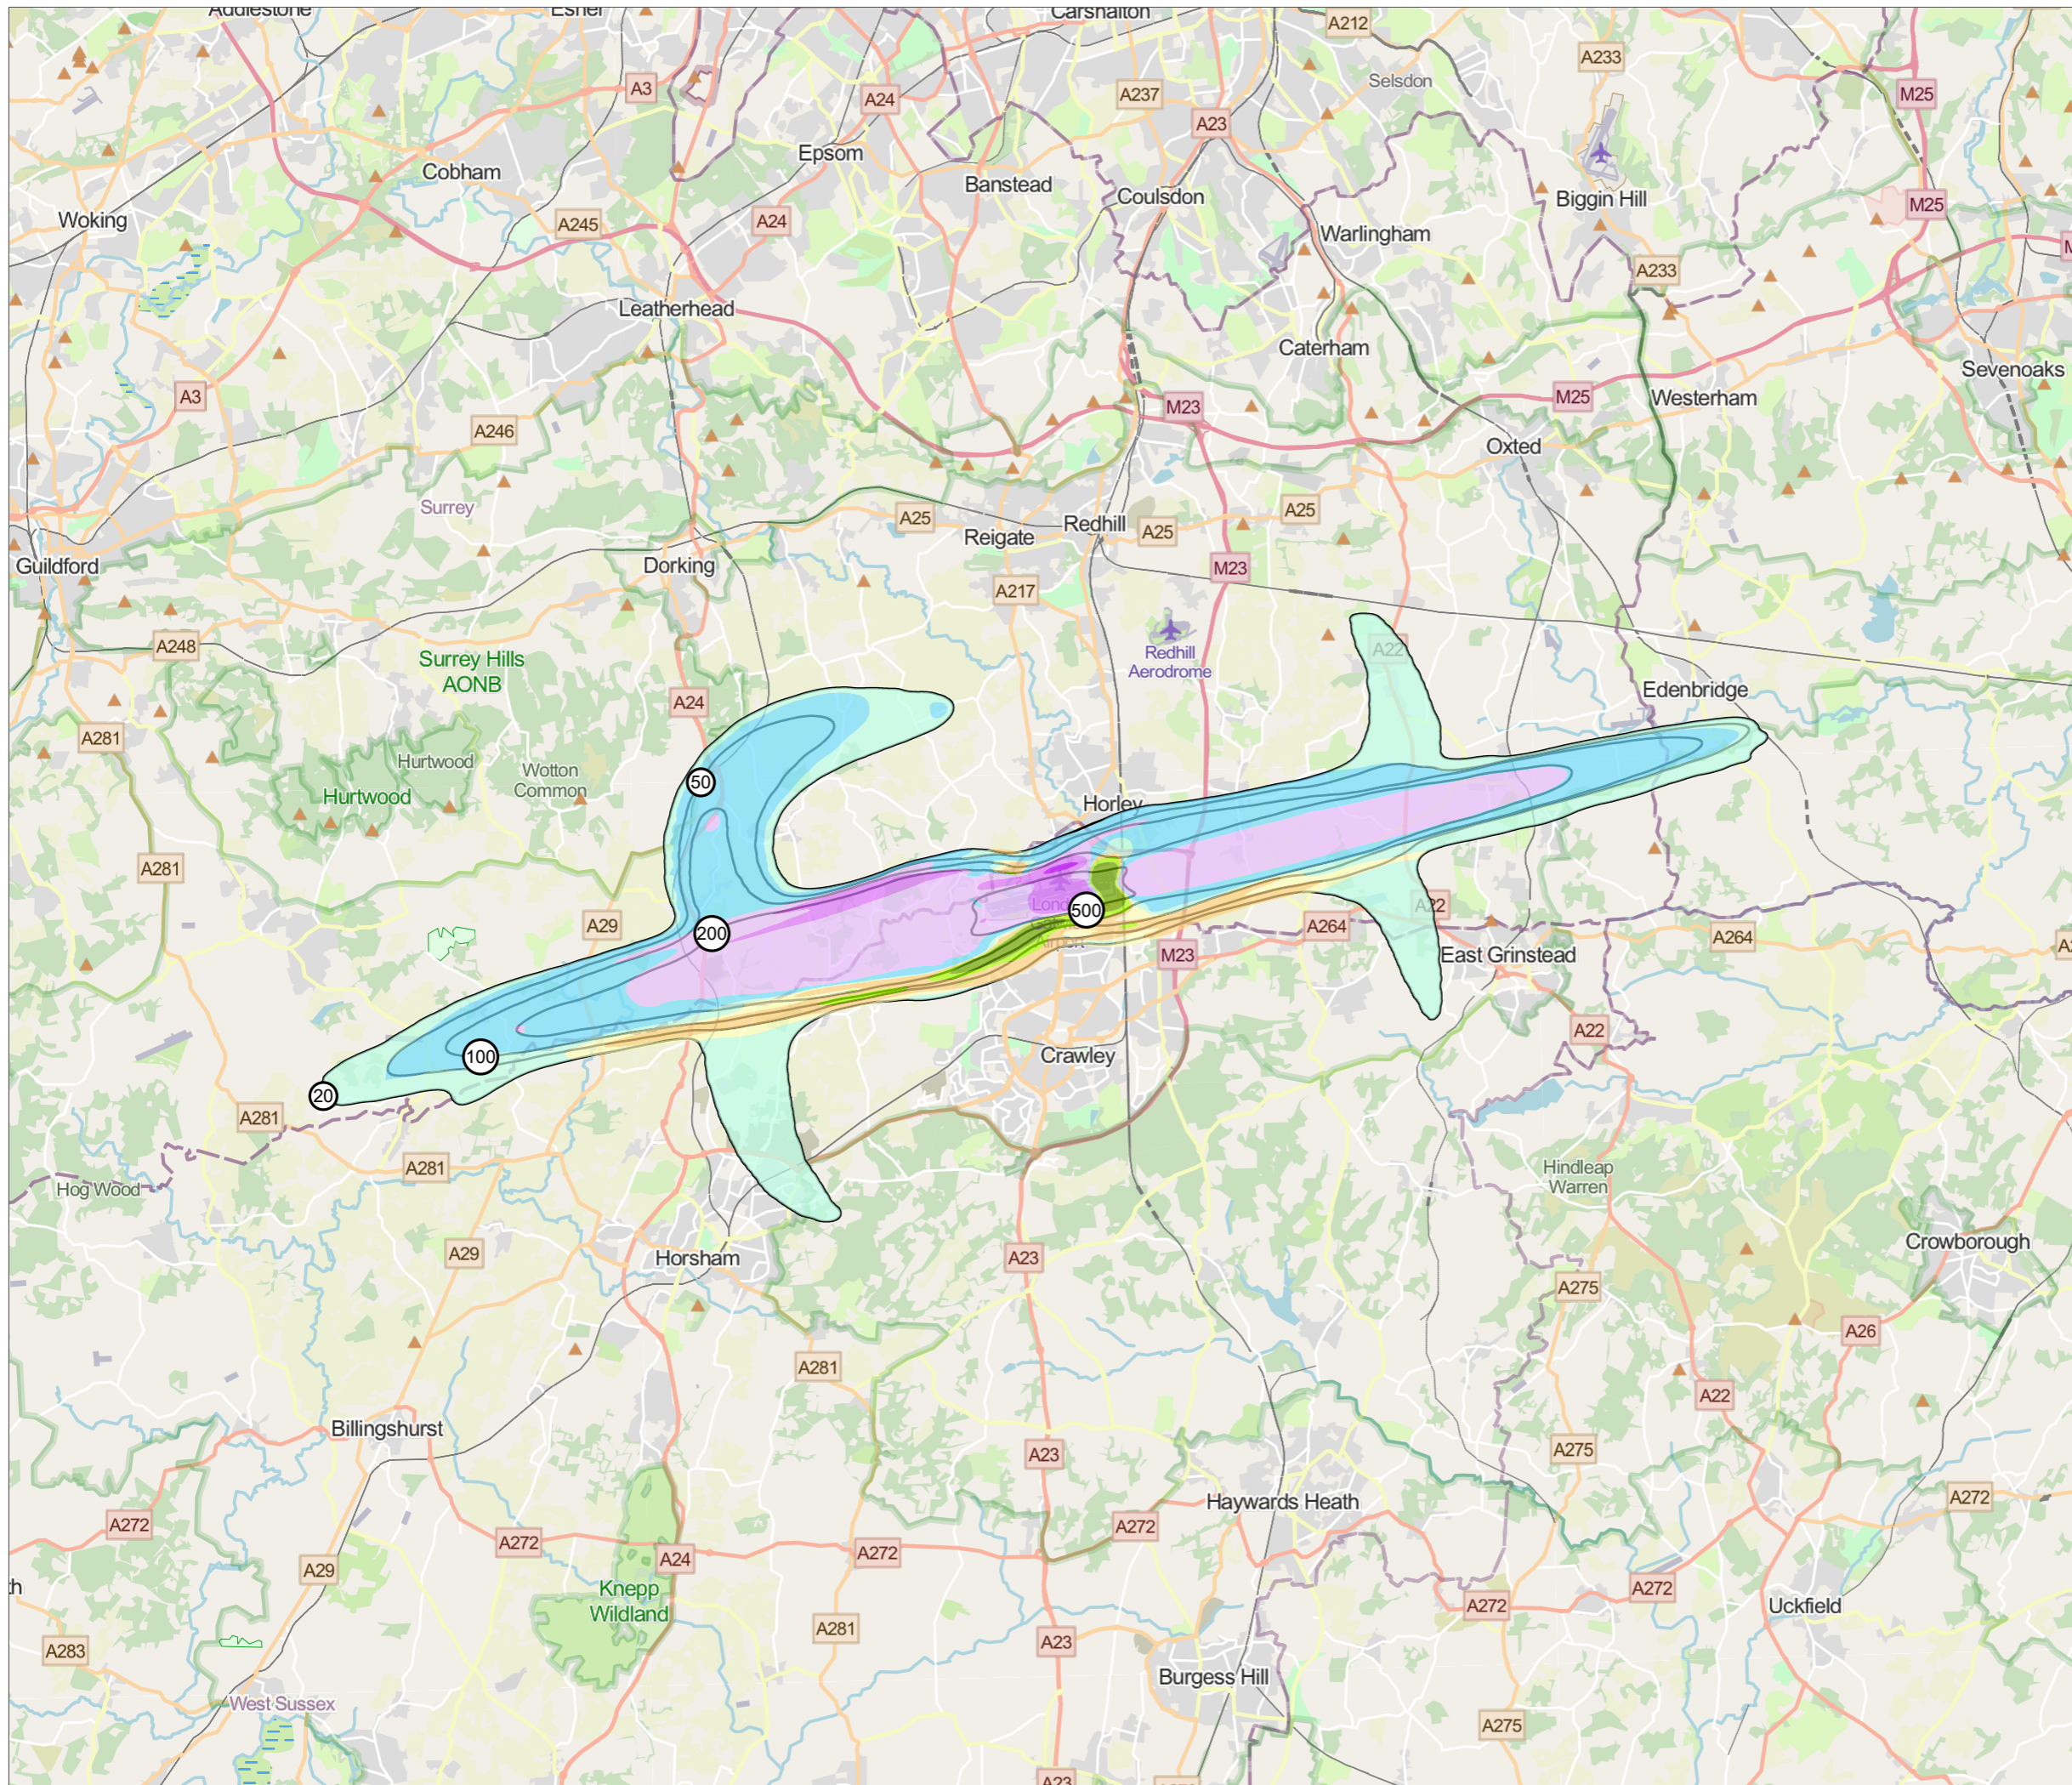 Addlestone
Esher
Carshalton
A212
A233
Selsdon
A3
A24
A237
M25
A23
Epsom
Cobham
Banstead
Coulsdon
Biggin Hill
M25
Woking
A245
A24
Warlingham
A233
Leatherhead
Caterham
Sevenoaks
A3
M23
M25
Westerham
A246
Oxted
Surrey
A25
Redhill
A25
A25
Reigate
Guildford
Dorking
M23
A217
A248
Redhill
Aerodrome
A22
Surrey Hills
AONB
Edenbridge
A24
A281
Hurtwood
Wotton
Common
50
Hurtwood
Horley
A281
500
A29
200
A22
A264
A264
East Grinstead
M23
A22
100
Crawley
20
A281
A281
Hindleap
Warren
Hog Wood
A29
Horsham
A23
Crowborough
A275
A26
A281
A22
Billingshurst
A23
A275
Haywards Heath
A272
A272
A272
A272
A24
A272
A29
Knepp
Wildland
A272
A272
Uckfield
A281
A23
A283
Burgess Hill
West Sussex
A275
A23